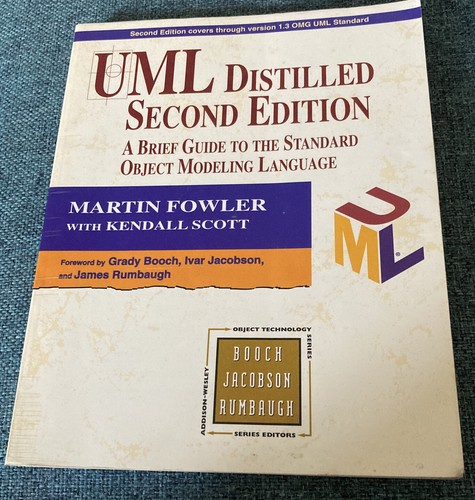 Second Edition covers through version 1.3 OMG UML Standard
UML DISTILLED
SECOND EDITION
A BRIEF GUIDE TO THE STANDARD
OBJECT MODELING LANGUAGE
MARTIN FOWLER
WITH KENDALL SCOTT
Foreword by Grady Booch, Ivar Jacobson,
and James Rumbaugh
UML®
OBJECT TECHNOLOGY
SERIES
ADDISON-WESLEY
BOOCH
JACOBSON
RUMBAUGH
SERIES EDITORS